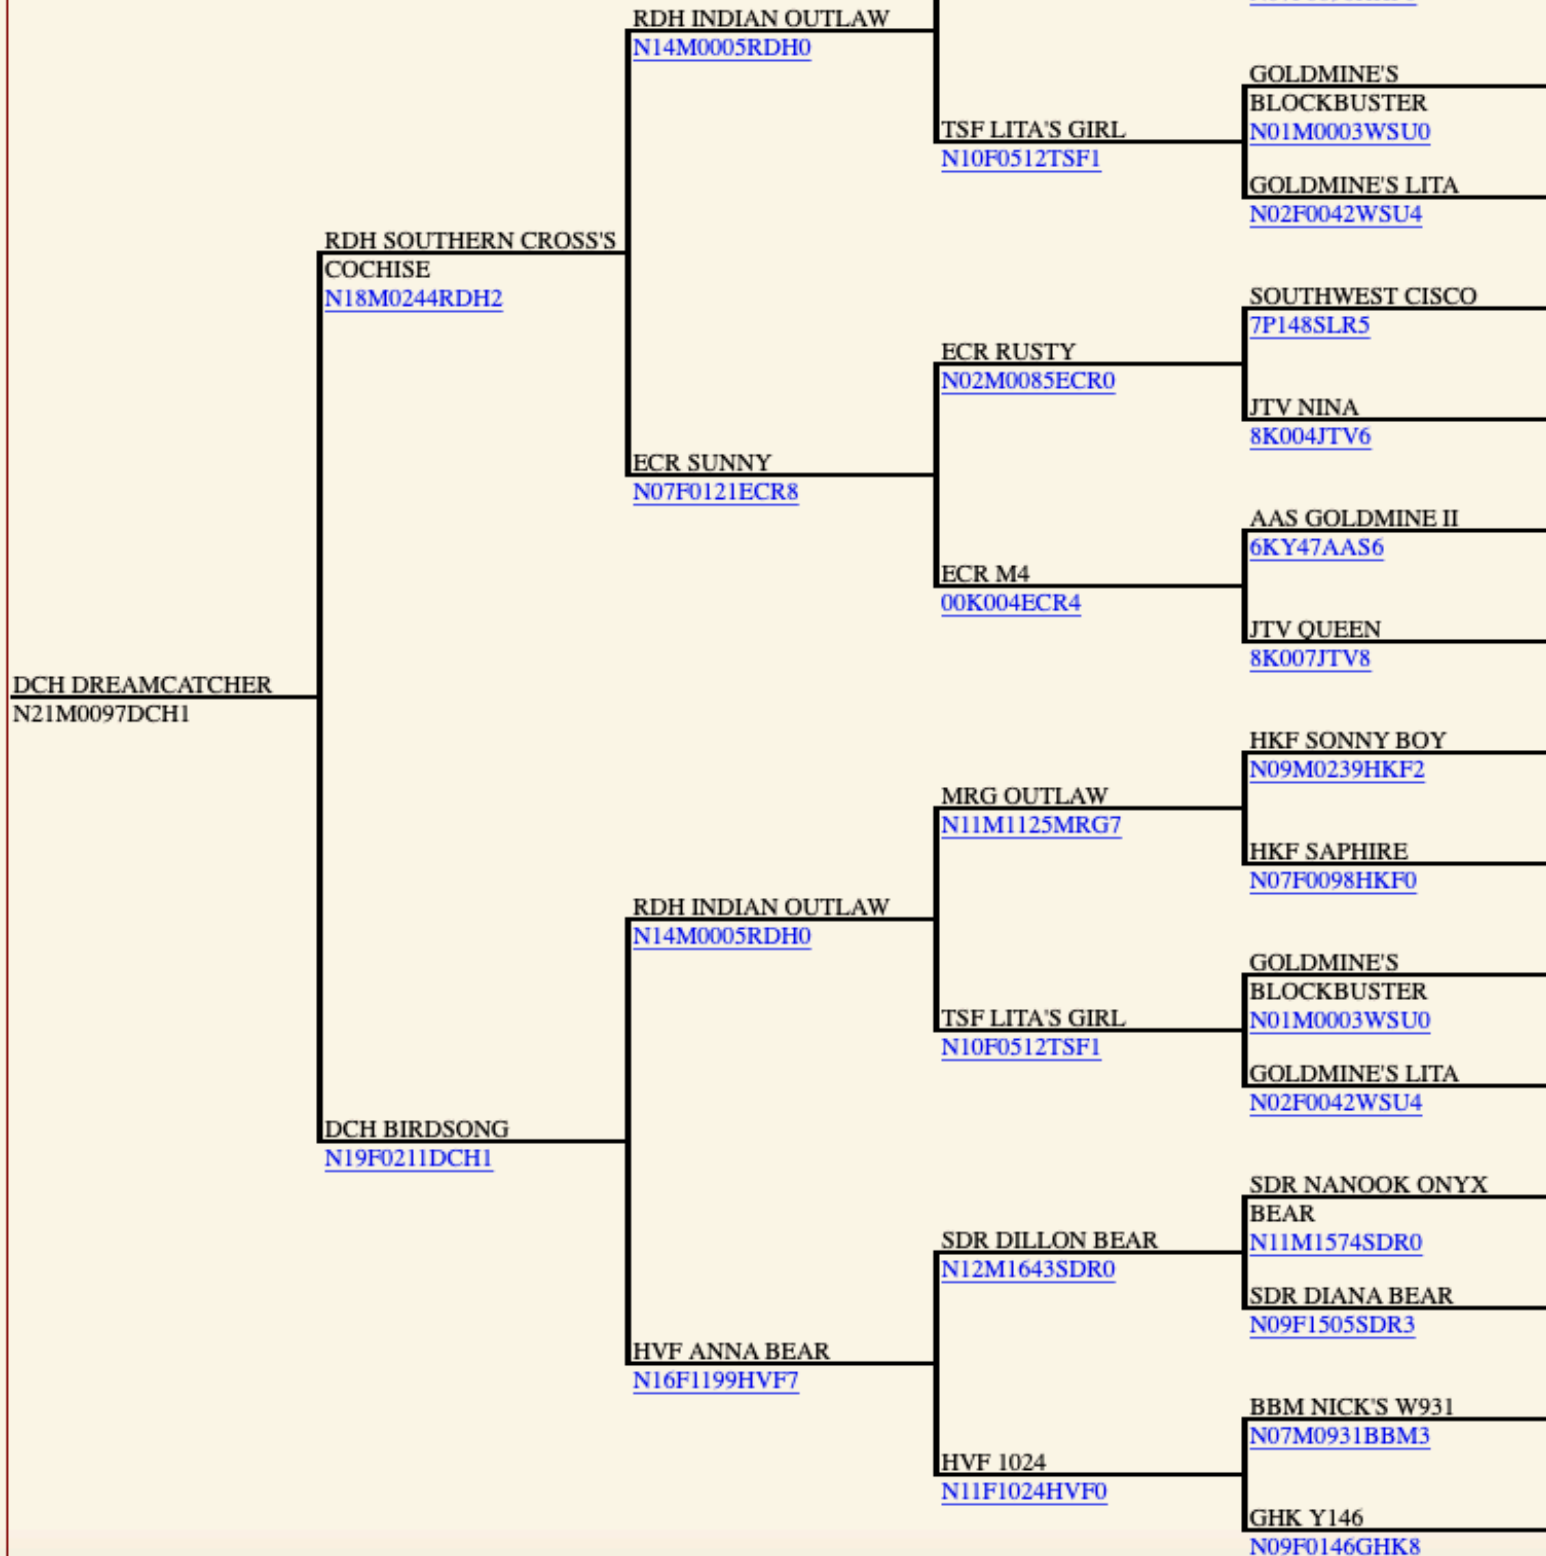 RDH INDIAN OUTLAW
N14M0005RDH0
GOLDMINE'S
BLOCKBUSTER
N01M0003WSU0
TSF LITA'S GIRL
N10F0512TSF1
GOLDMINE'S LITA
N02F0042WSU4
RDH SOUTHERN CROSS'S
COCHISE
N18M0244RDH2
SOUTHWEST CISCO
7P148SLR5
ECR RUSTY
N02M0085ECR0
JTV NINA
8K004JTV6
ECR SUNNY
N07F0121ECR8
AAS GOLDMINE II
6KY47AAS6
ECR M4
00K004ECR4
JTV QUEEN
8K007JTV8
DCH DREAMCATCHER
N21M0097DCH1
HKF SONNY BOY
N09M0239HKF2
MRG OUTLAW
N11M1125MRG7
HKF SAPHIRE
N07F0098HKF0
RDH INDIAN OUTLAW
N14M0005RDH0
GOLDMINE'S
BLOCKBUSTER
N01M0003WSU0
TSF LITA'S GIRL
N10F0512TSF1
GOLDMINE'S LITA
N02F0042WSU4
DCH BIRDSONG
N19F0211DCH1
SDR NANOOK ONYX
BEAR
N11M1574SDR0
SDR DILLON BEAR
N12M1643SDR0
SDR DIANA BEAR
N09F1505SDR3
HVF ANNA BEAR
N16F1199HVF7
BBM NICK'S W931
N07M0931BBM3
HVF 1024
N11F1024HVF0
GHK Y146
N09F0146GHK8